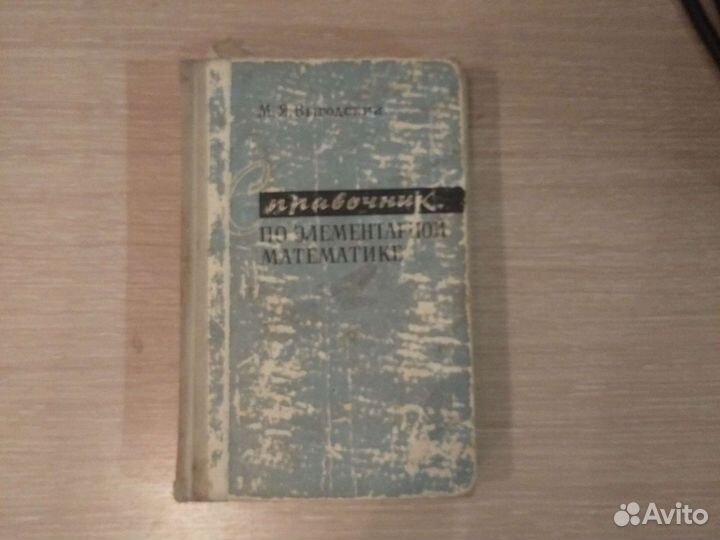 М. Я. Выгодский
Справочник
ПО ЭЛЕМЕНТАРНОЙ
МАТЕМАТИКЕ
Avito